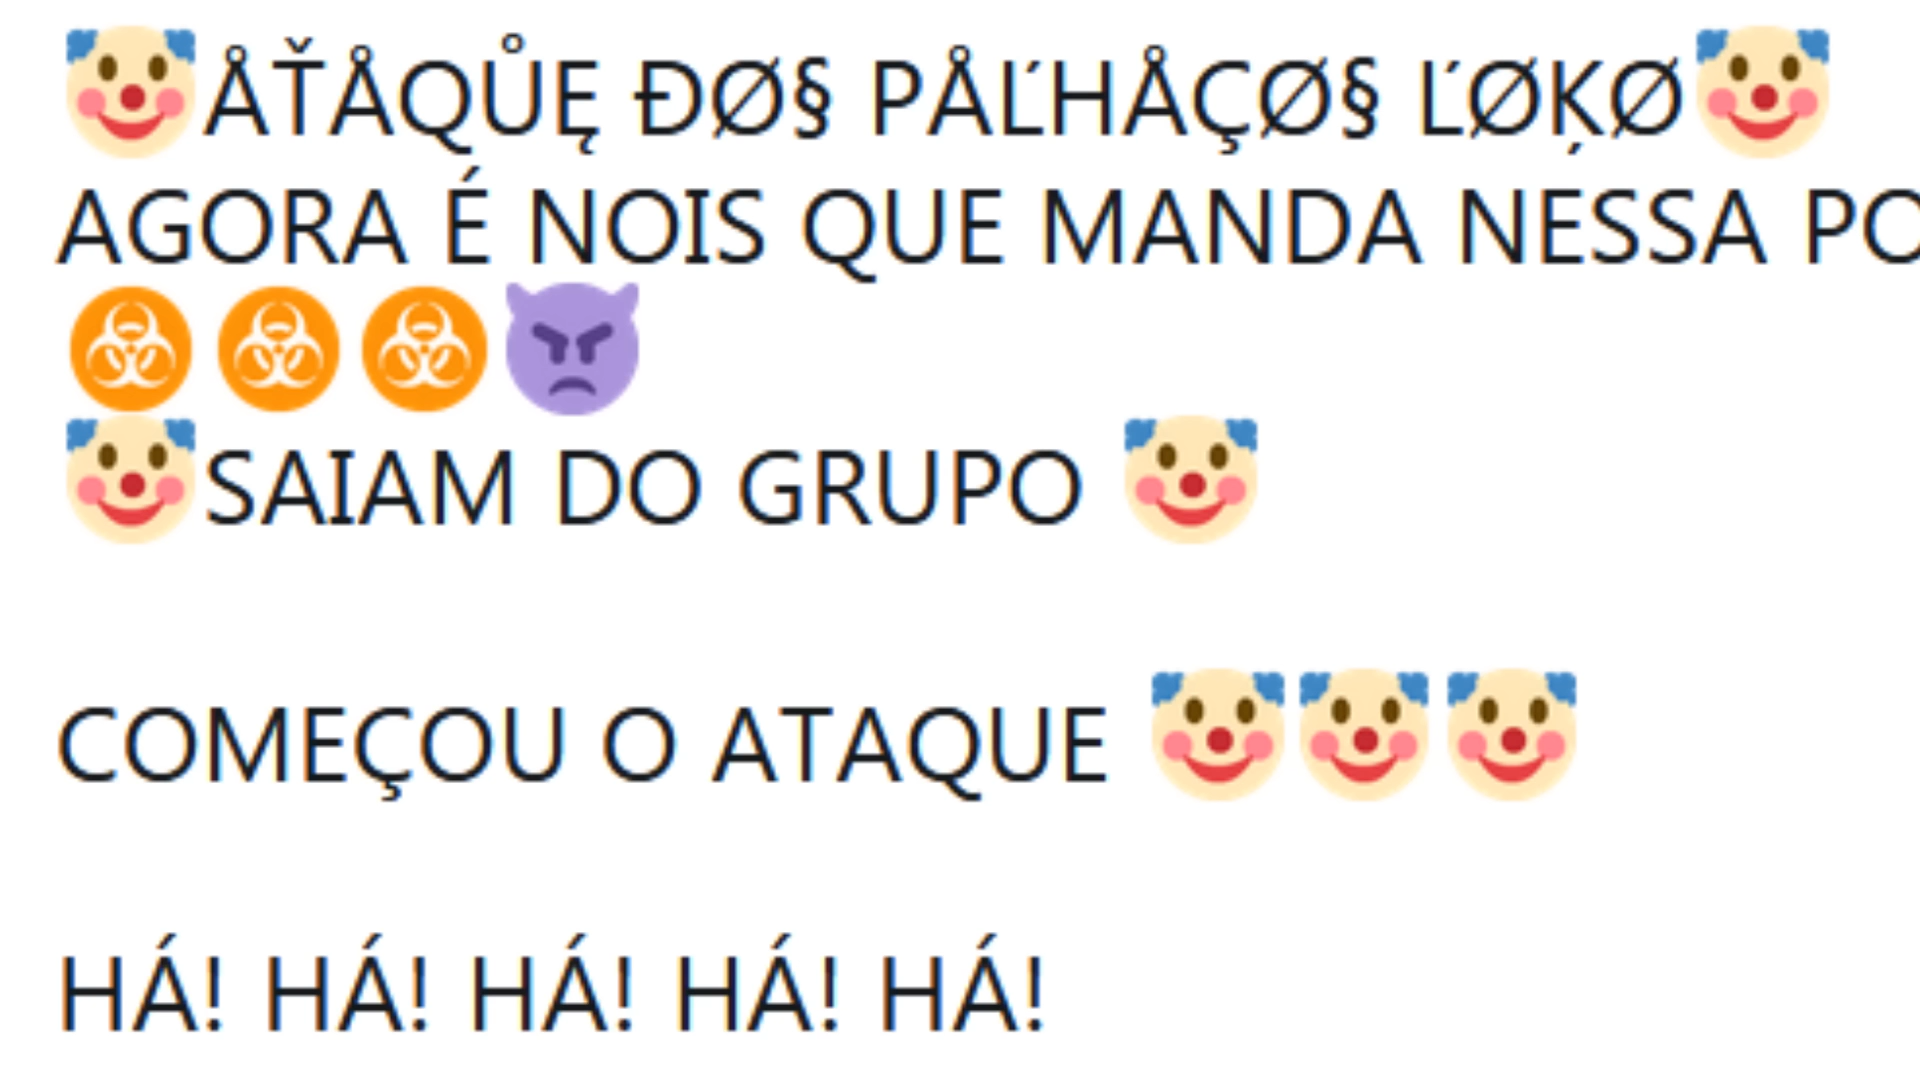 🤡ÅŤÅQŮĘ ĐØ§ PÅĽHÅÇØ§ ĽØĶØ🤡
AGORA É NOIS QUE MANDA NESSA PO
☣☣☣👿
🤡SAIAM DO GRUPO 🤡
COMEÇOU O ATAQUE 🤡🤡🤡
HÁ! HÁ! HÁ! HÁ! HÁ!